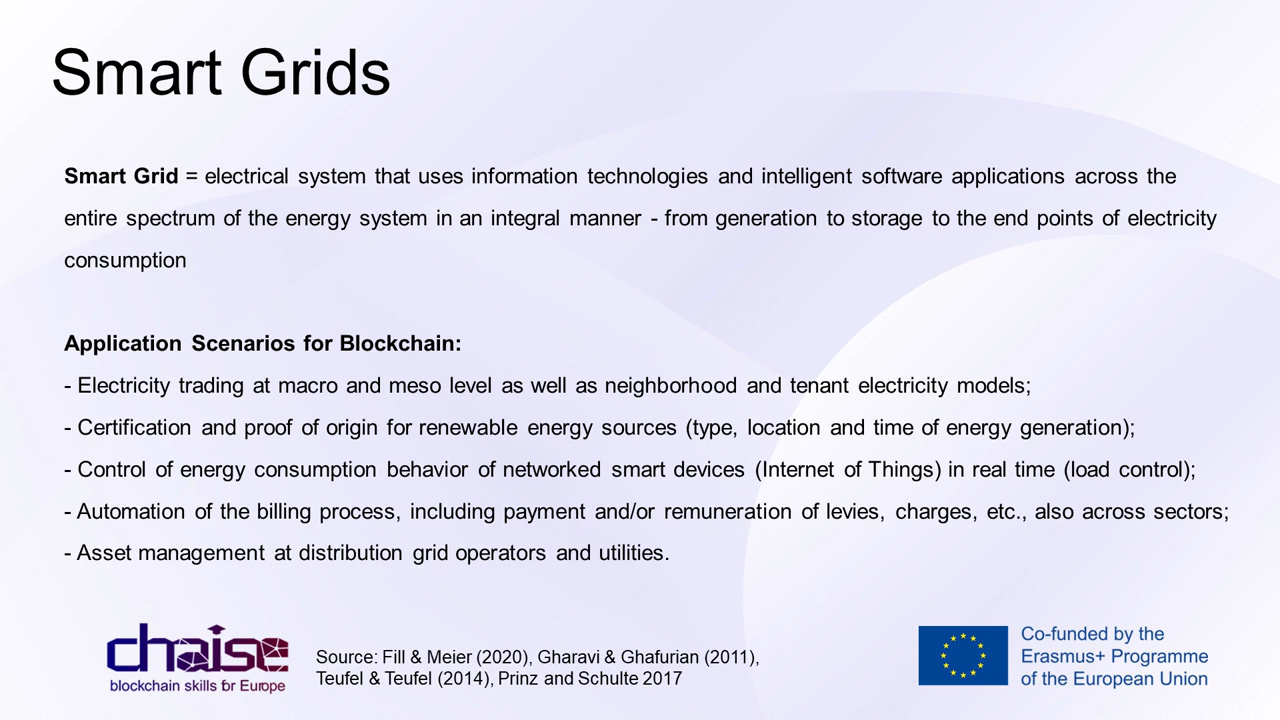 Smart Grids
Smart Grid = electrical system that uses information technologies and intelligent software applications across the
entire spectrum of the energy system in an integral manner - from generation to storage to the end points of electricity
consumption
Application Scenarios for Blockchain:
- Electricity trading at macro and meso level as well as neighborhood and tenant electricity models;
- Certification and proof of origin for renewable energy sources (type, location and time of energy generation);
- Control of energy consumption behavior of networked smart devices (Internet of Things) in real time (load control);
- Automation of the billing process, including payment and/or remuneration of levies, charges, etc., also across sectors;
- Asset management at distribution grid operators and utilities.
chaise
blockchain skills for Europe
Source: Fill & Meier (2020), Gharavi & Ghafurian (2011),
Teufel & Teufel (2014), Prinz and Schulte 2017
Co-funded by the
Erasmus+ Programme
of the European Union